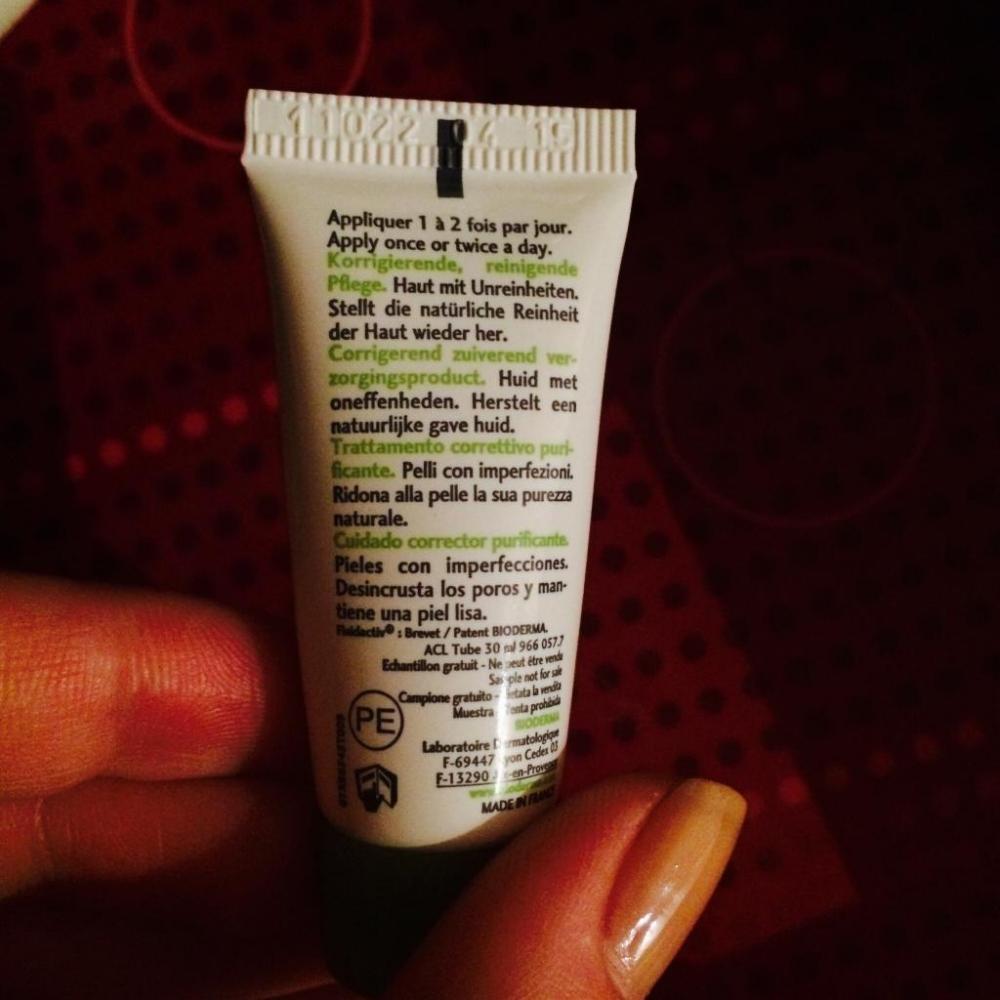 11022 04 15
Appliquer 1 à 2 fois par jour.
Apply once or twice a day.
Korrigierende, reinigende
Pflege. Haut mit Unreinheiten.
Stellt die natürliche Reinheit
der Haut wieder her.
Corrigerend zuiverend ver-
zorgingsproduct. Huid met
oneffenheden. Herstelt een
natuurlijke gave huid.
Trattamento correttivo puri-
ficante. Pelli con imperfezioni.
Ridona alla pelle la sua purezza
naturale.
Cuidado corrector purificante.
Pieles con imperfecciones.
Desincrusta los poros y man-
tiene una piel lisa.
Fluidactiv® : Brevet / Patent BIODERMA.
ACL Tube 30 ml 966 057.7
Echantillon gratuit - Ne peut être vendu
Sample not for sale
Campione gratuito - vietata la vendita
Muestra - Venta prohibida
BIODERMA
Laboratoire Dermatologique
F-69447 Lyon Cedex 03
F-13290 Aix-en-Provence
PE
MADE IN FRANCE